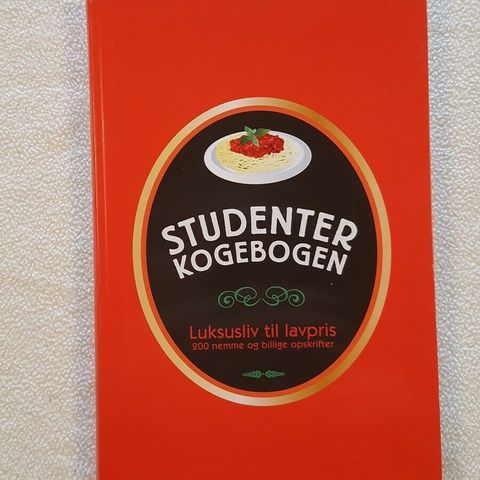 STUDENTER
KOGEBOGEN
Luksusliv til lavpris
200 nemme og billige opskrifter